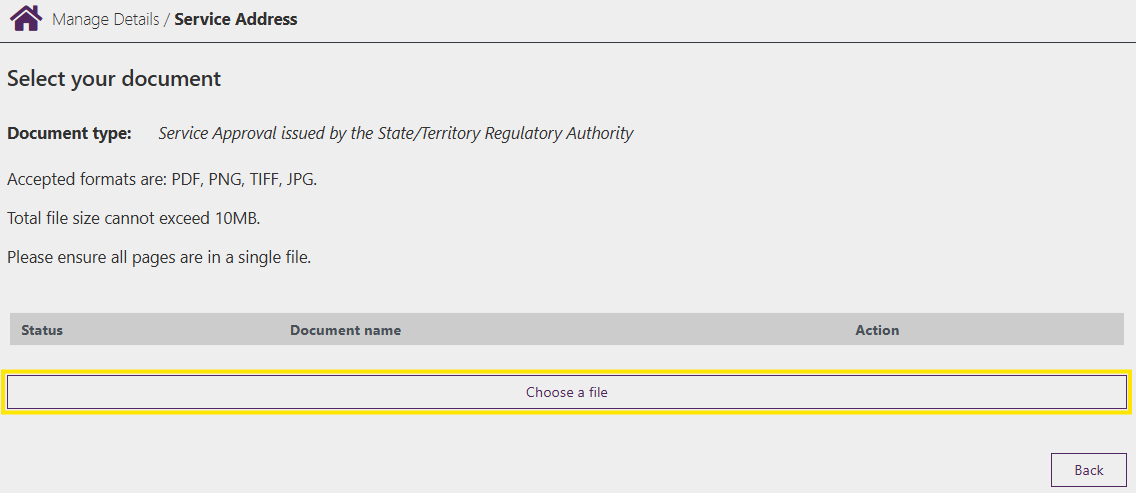 Manage Details / Service Address
Select your document
Document type: Service Approval issued by the State/Territory Regulatory Authority
Accepted formats are: PDF, PNG, TIFF, JPG.
Total file size cannot exceed 10MB.
Please ensure all pages are in a single file.
Status Document name Action
Choose a file
Back